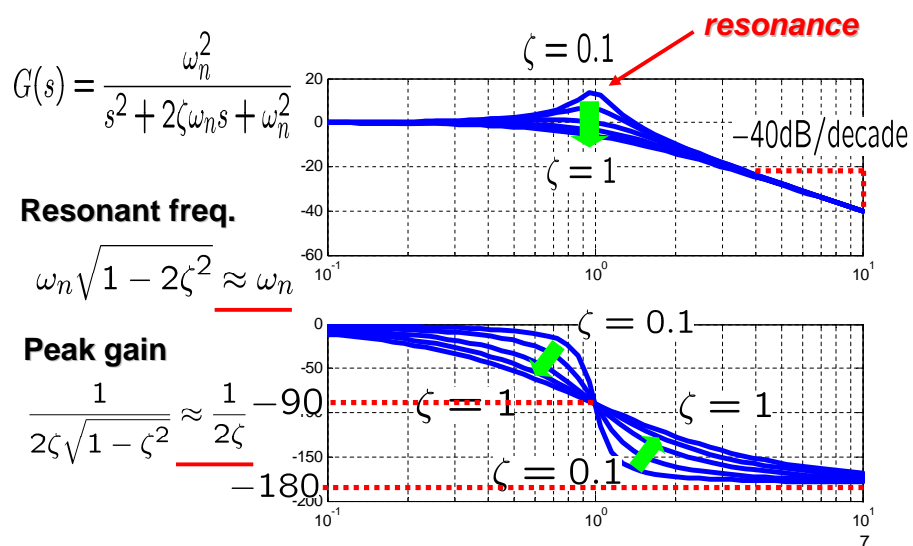 resonance
ζ = 0.1
G(s) = ω_n^2 / (s^2 + 2ζω_n s + ω_n^2)
20
0
-20
-40
-60
-40dB/decade
ζ = 1
10^-1
10^0
10^1
Resonant freq.
ω_n √(1 − 2ζ^2) ≈ ω_n
Peak gain
1 / (2ζ√(1 − ζ^2)) ≈ 1 / 2ζ
0
-50
-90
-100
-150
-180
-200
ζ = 0.1
ζ = 1
ζ = 1
ζ = 0.1
10^-1
10^0
10^1
7